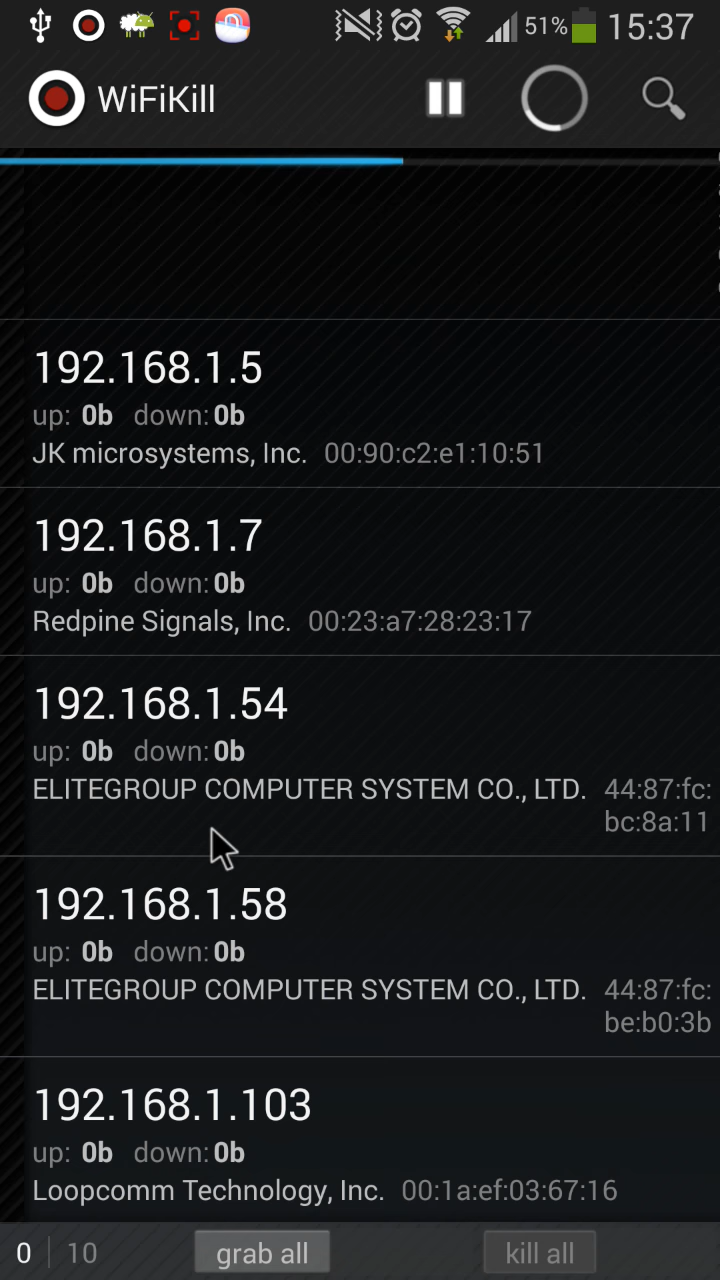 51% 15:37
WiFiKill
192.168.1.5
up: 0b down: 0b
JK microsystems, Inc. 00:90:c2:e1:10:51
192.168.1.7
up: 0b down: 0b
Redpine Signals, Inc. 00:23:a7:28:23:17
192.168.1.54
up: 0b down: 0b
ELITEGROUP COMPUTER SYSTEM CO., LTD. 44:87:fc:
bc:8a:11
192.168.1.58
up: 0b down: 0b
ELITEGROUP COMPUTER SYSTEM CO., LTD. 44:87:fc:
be:b0:3b
192.168.1.103
up: 0b down: 0b
Loopcomm Technology, Inc. 00:1a:ef:03:67:16
0 10 grab all kill all